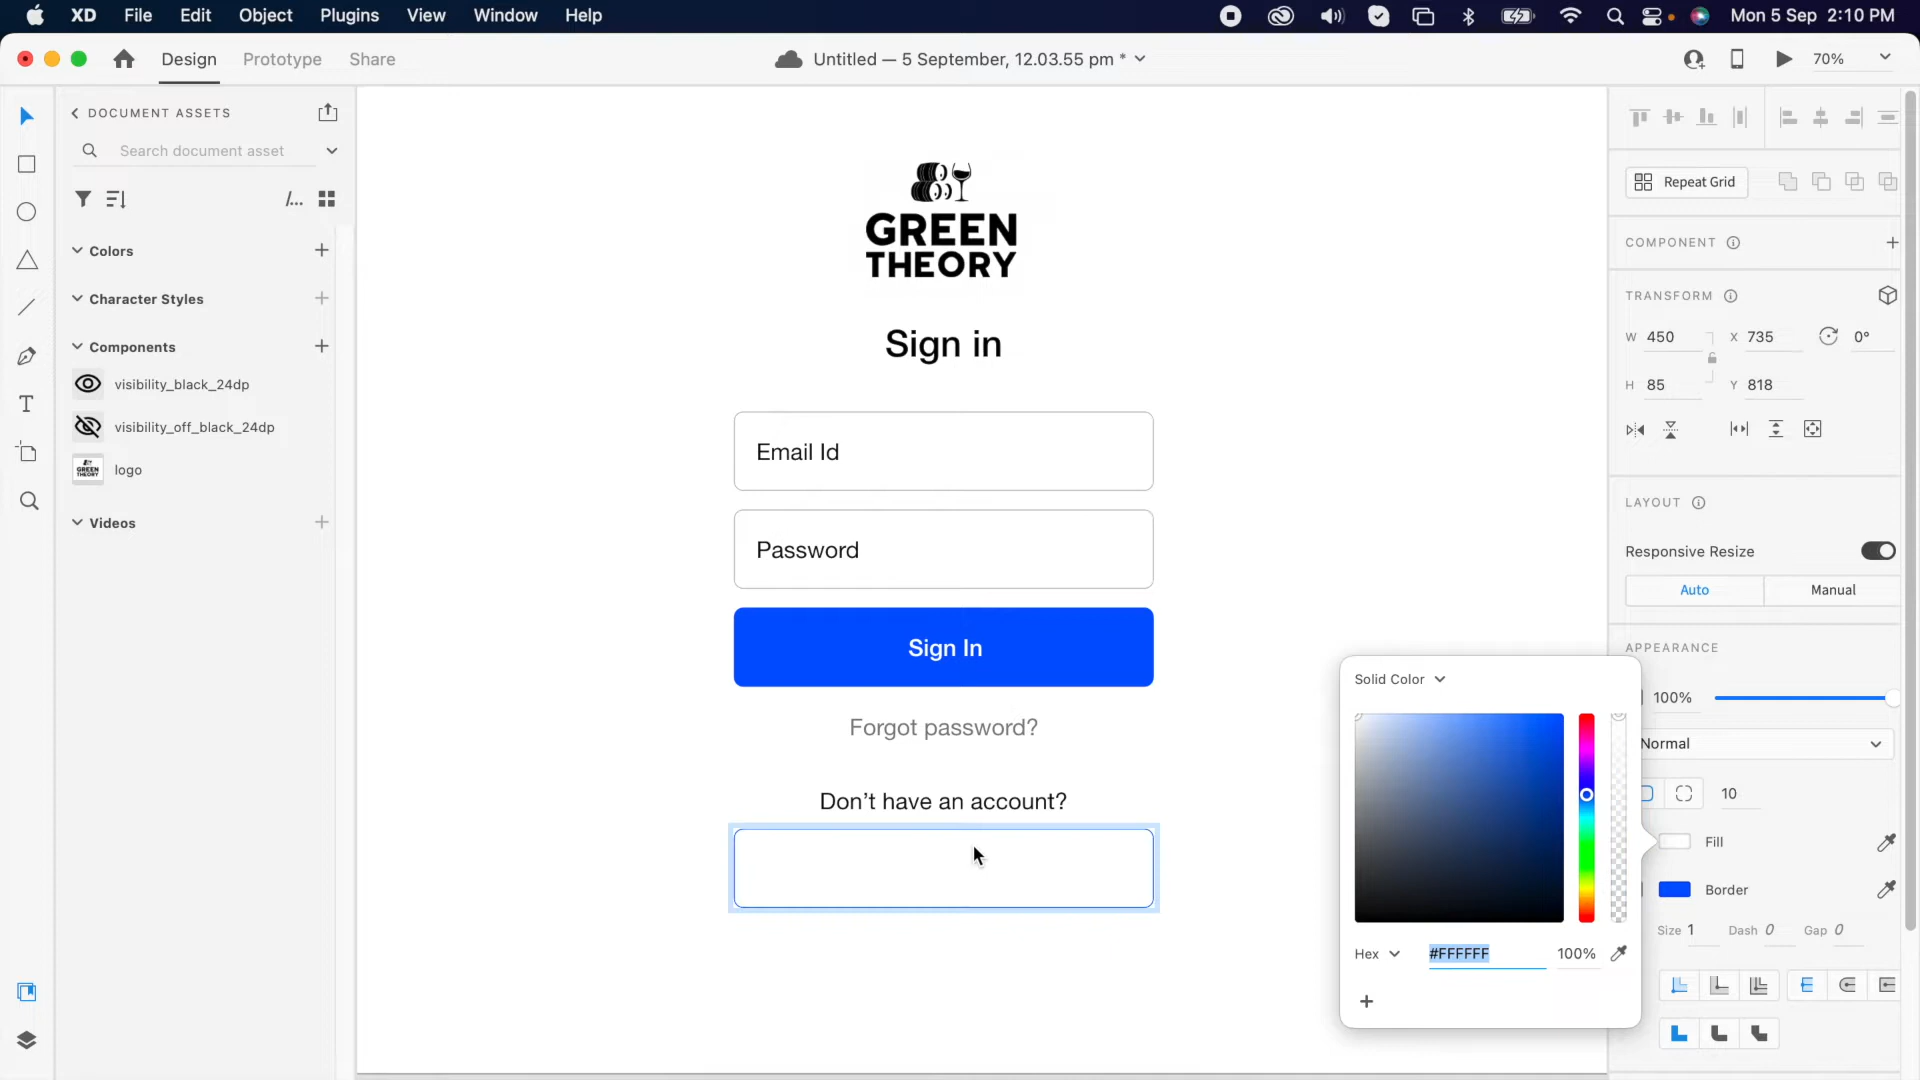 XD File Edit Object Plugins View Window Help Mon 5 Sep 2:10 PM
Design Prototype Share Untitled — 5 September, 12.03.55 pm * 70%
DOCUMENT ASSETS
Search document asset
/...
Colors
Character Styles
Components
visibility_black_24dp
visibility_off_black_24dp
GREEN
logo
Videos
GREEN
THEORY
Sign in
Email Id
Password
Sign In
Forgot password?
Don’t have an account?
Solid Color
Hex #FFFFFF 100%
Repeat Grid
COMPONENT
TRANSFORM
W 450 X 735 0°
H 85 Y 818
LAYOUT
Responsive Resize
Auto Manual
APPEARANCE
100%
Normal
10
Fill
Border
Size 1 Dash 0 Gap 0